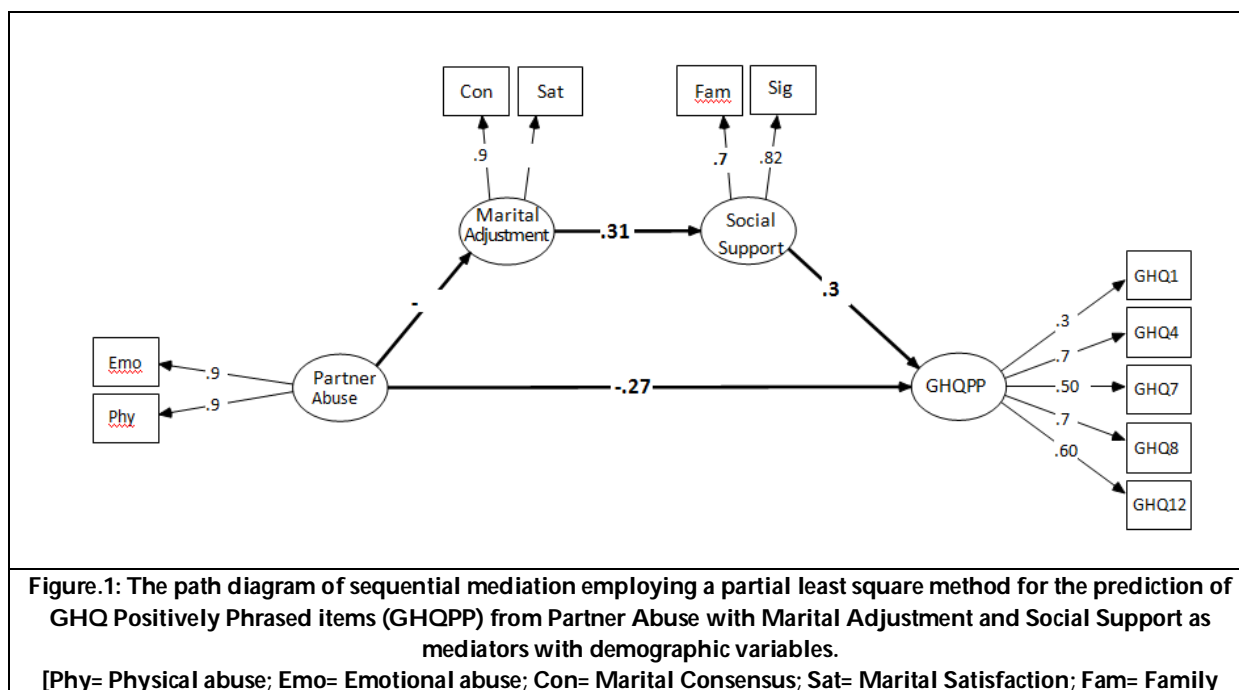 Con Sat Fam Sig
.9 .7 .82
Marital
Adjustment
.31
Social
Support
-
.3
Emo
Phy
.9
.9
Partner
Abuse
-.27
GHQPP
.3
.7
.50
.7
.60
GHQ1
GHQ4
GHQ7
GHQ8
GHQ12
Figure.1: The path diagram of sequential mediation employing a partial least square method for the prediction of
GHQ Positively Phrased items (GHQPP) from Partner Abuse with Marital Adjustment and Social Support as
mediators with demographic variables.
[Phy= Physical abuse; Emo= Emotional abuse; Con= Marital Consensus; Sat= Marital Satisfaction; Fam= Family